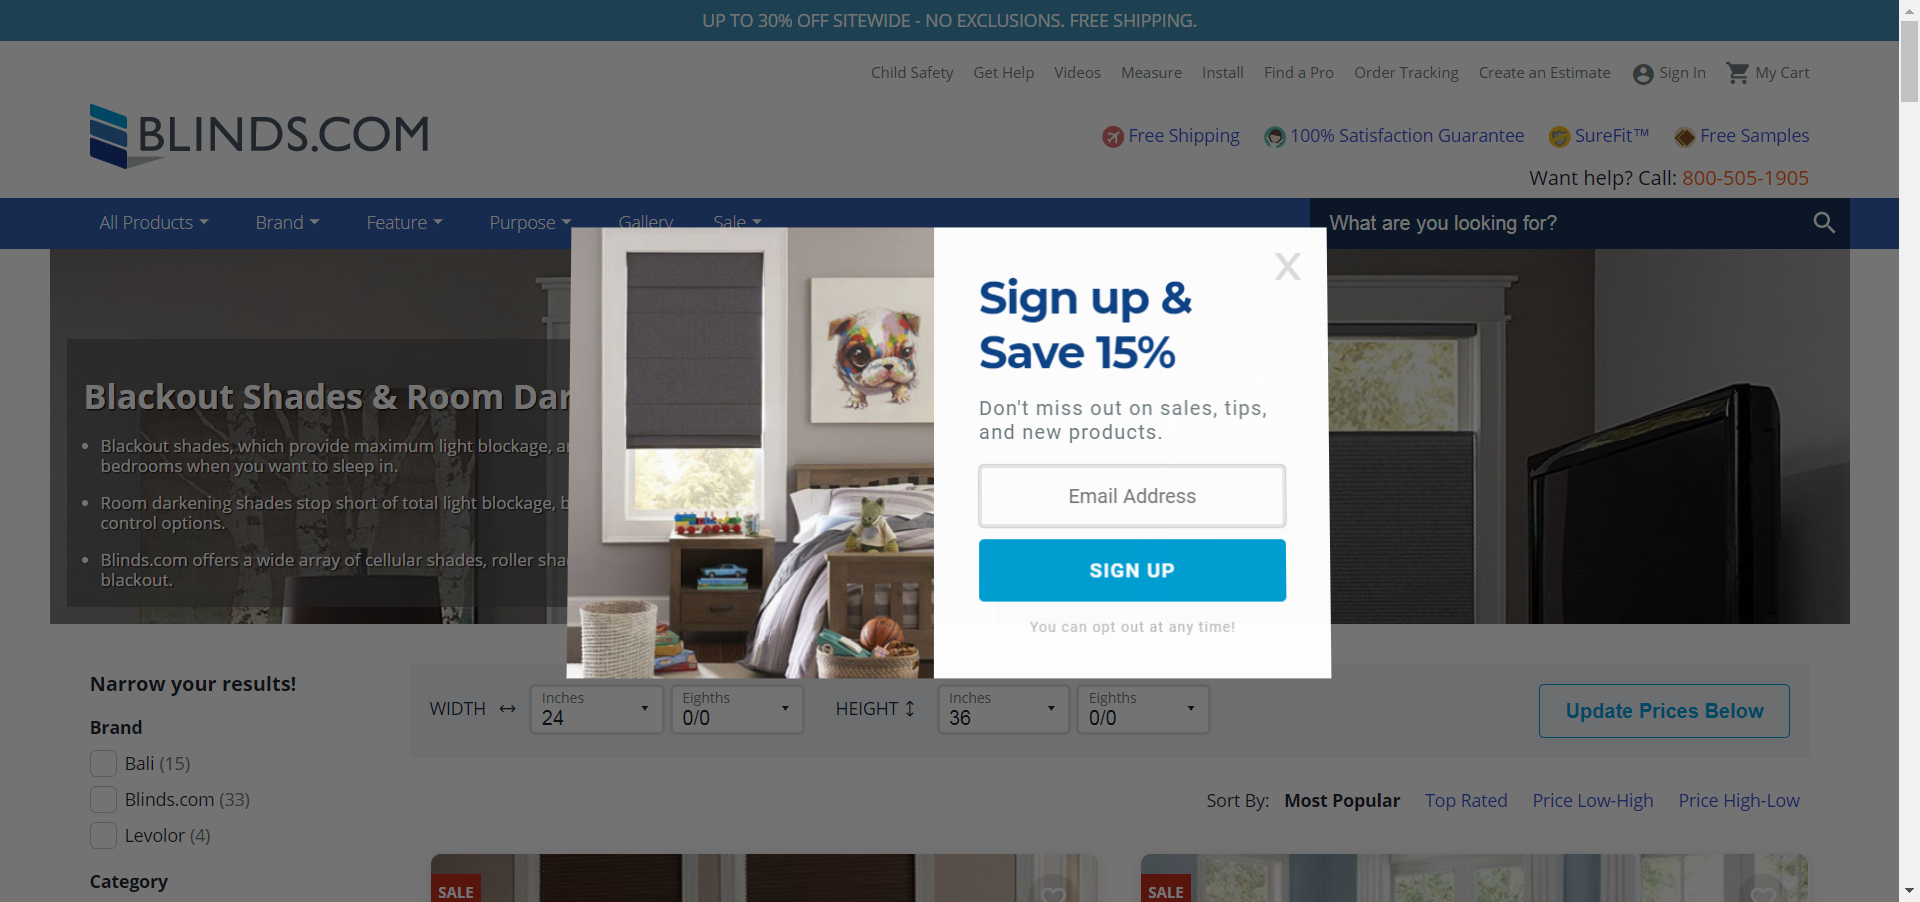 UP TO 30% OFF SITEWIDE - NO EXCLUSIONS. FREE SHIPPING.
Child Safety Get Help Videos Measure Install Find a Pro Order Tracking Create an Estimate Sign In My Cart
BLINDS.COM
Free Shipping 100% Satisfaction Guarantee SureFit™ Free Samples
Want help? Call: 800-505-1905
All Products Brand Feature Purpose Gallery Sale What are you looking for?
X
Sign up &
Save 15%
Don't miss out on sales, tips,
and new products.
Email Address
SIGN UP
You can opt out at any time!
Blackout Shades & Room
Blackout shades, which provide maximum light blockage,
bedrooms when you want to sleep in.
Room darkening shades stop short of total light blockage,
control options.
Blinds.com offers a wide array of cellular shades, roller
blackout.
Narrow your results!
Brand
Bali (15)
Blinds.com (33)
Levolor (4)
Category
WIDTH Inches 24 Eighths 0/0 HEIGHT Inches 36 Eighths 0/0 Update Prices Below
Sort By: Most Popular Top Rated Price Low-High Price High-Low
SALE SALE